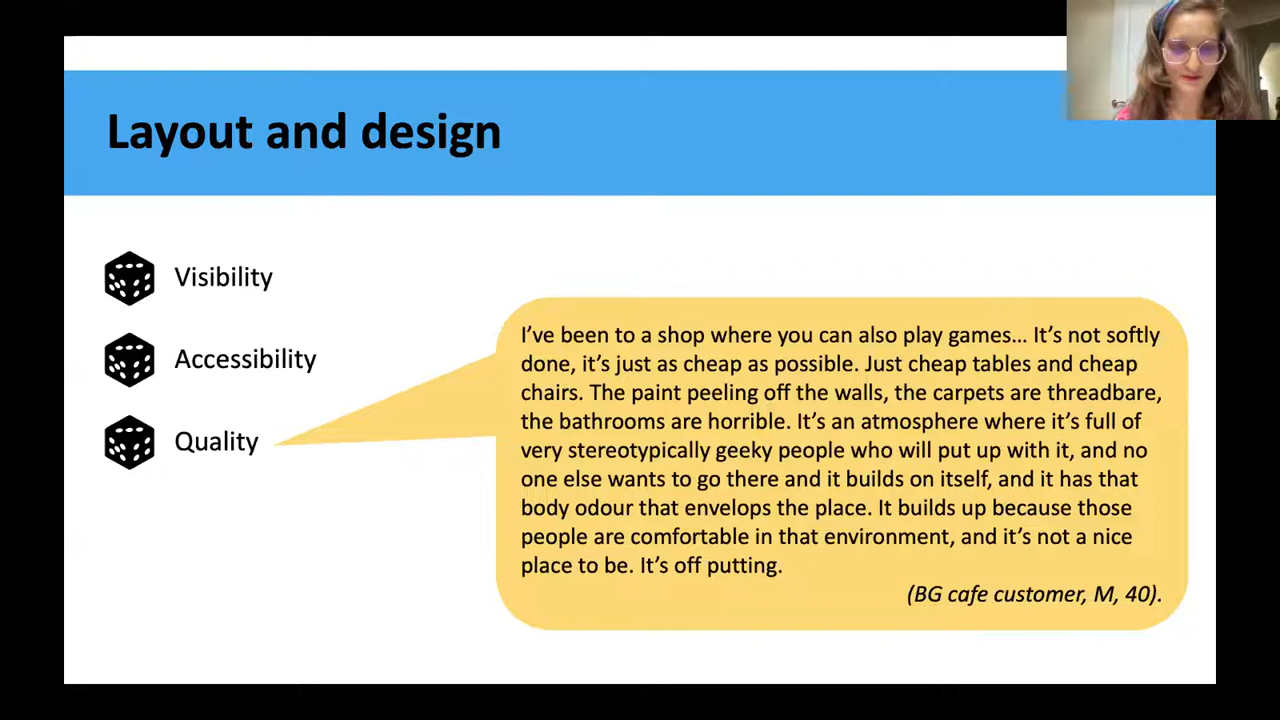 Layout and design
Visibility
Accessibility
Quality
I’ve been to a shop where you can also play games… It’s not softly
done, it’s just as cheap as possible. Just cheap tables and cheap
chairs. The paint peeling off the walls, the carpets are threadbare,
the bathrooms are horrible. It’s an atmosphere where it’s full of
very stereotypically geeky people who will put up with it, and no
one else wants to go there and it builds on itself, and it has that
body odour that envelops the place. It builds up because those
people are comfortable in that environment, and it’s not a nice
place to be. It’s off putting.
(BG cafe customer, M, 40).